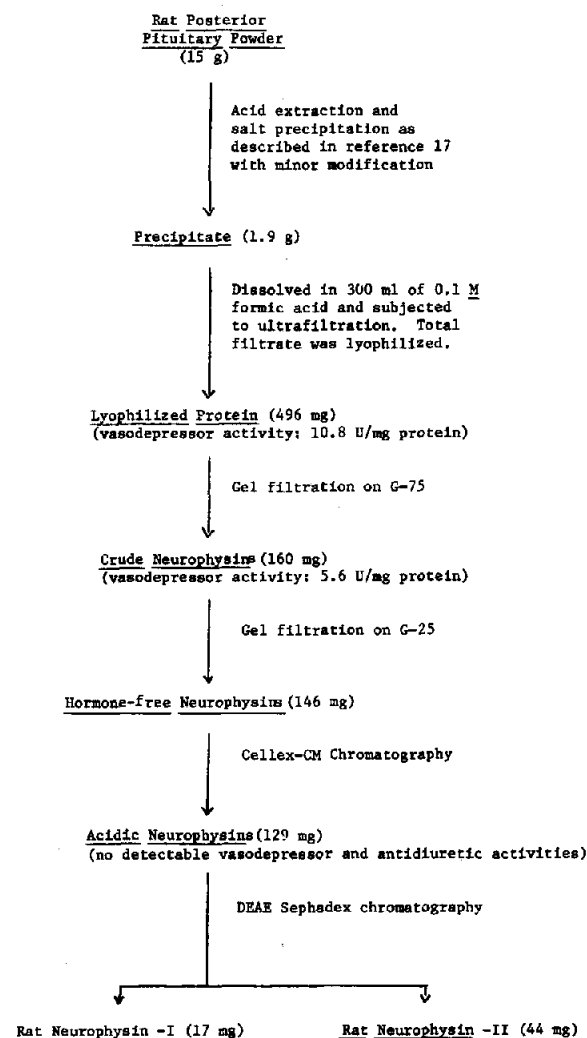 Rat Posterior
Pituitary Powder
(15 g)
Acid extraction and
salt precipitation as
described in reference 17
with minor modification
Precipitate (1.9 g)
Dissolved in 300 ml of 0.1 M
formic acid and subjected
to ultrafiltration. Total
filtrate was lyophilized.
Lyophilized Protein (496 mg)
(vasodepressor activity: 10.8 U/mg protein)
Gel filtration on G-75
Crude Neurophysins (160 mg)
(vasodepressor activity: 5.6 U/mg protein)
Gel filtration on G-25
Hormone-free Neurophysins (146 mg)
Cellex-CM Chromatography
Acidic Neurophysins (129 mg)
(no detectable vasodepressor and antidiuretic activities)
DEAE Sephadex chromatography
Rat Neurophysin -I (17 mg) Rat Neurophysin -II (44 mg)